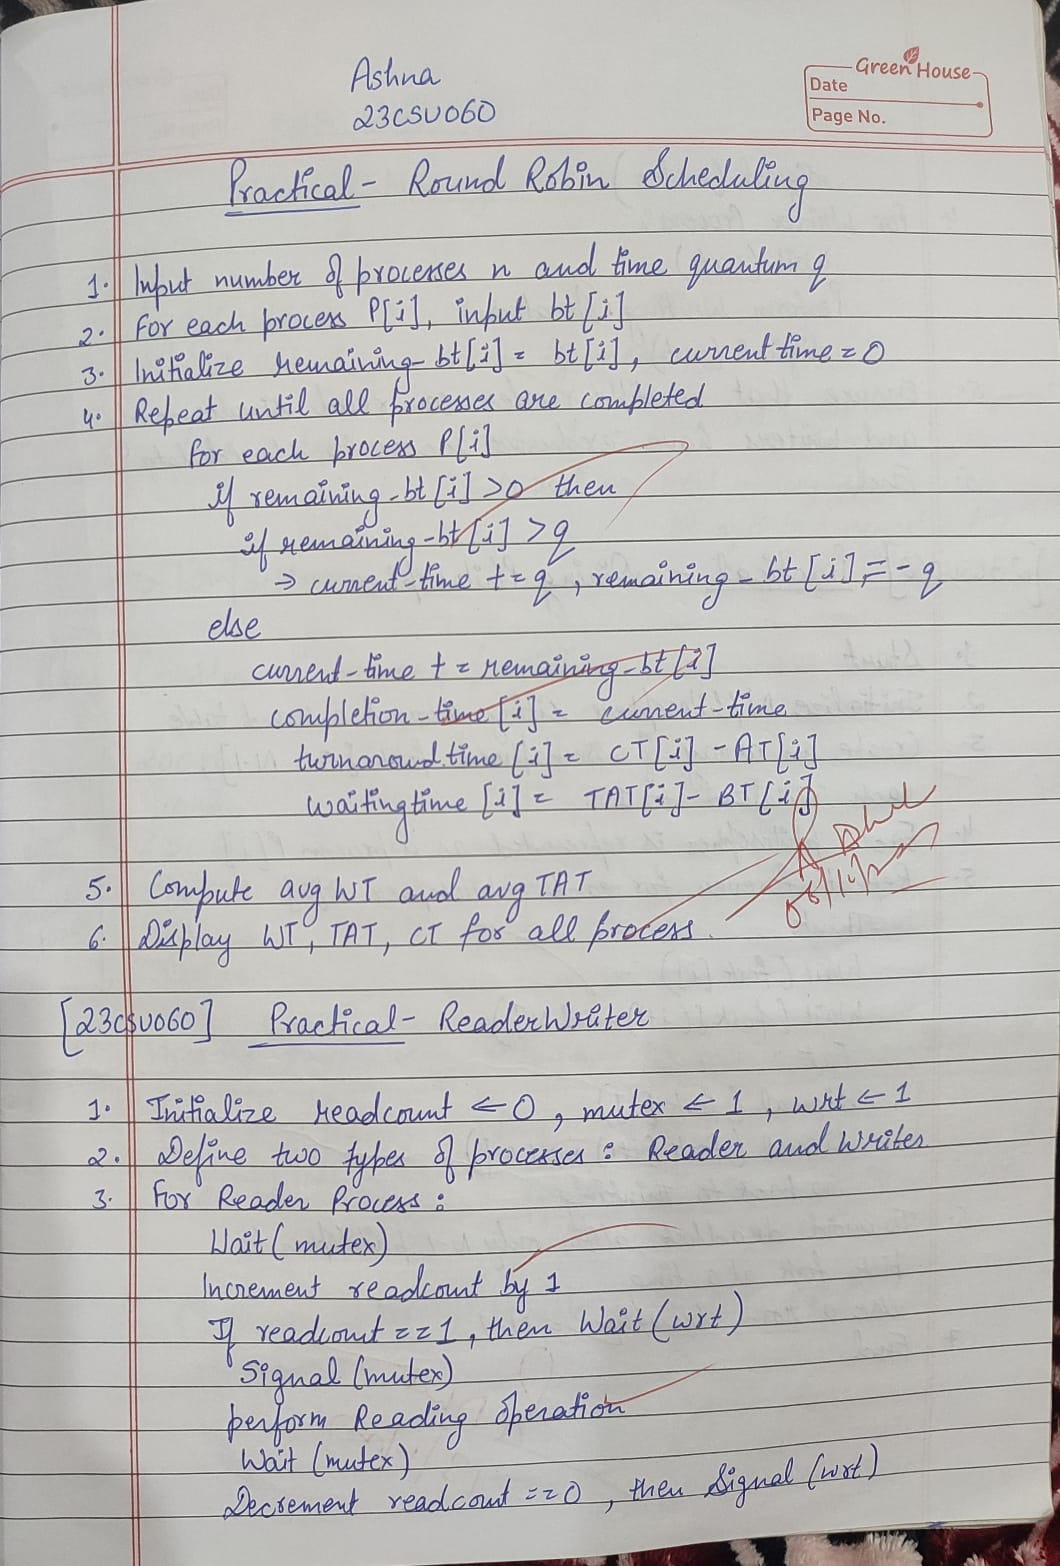 Ashna
23CSU060
Green House
Date
Page No.
Practical - Round Robin Scheduling
1. Input number of processes n and time quantum q
2. For each process P[i], input bt[i]
3. Initialize remaining-bt[i] = bt[i], current time = 0
4. Repeat until all processes are completed
for each process P[i]
if remaining-bt[i] > 0 then
if remaining-bt[i] > q
⇒ current-time += q, remaining-bt[i] = - q
else
current-time += remaining-bt[i]
completion-time[i] = current-time
turnaround.time[i] = CT[i] - AT[i]
waitingtime[i] = TAT[i] - BT[i]
5. Compute avg WT and avg TAT
6. Display WT, TAT, CT for all process.
[23CSU060] Practical - ReaderWriter
1. Initialize readcount ← 0, mutex ← 1, wrt ← 1
2. Define two types of processes : Reader and Writer
3. For Reader Process :
Wait(mutex)
Increment readcount by 1
If readcount == 1, then Wait(wrt)
Signal (mutex)
perform Reading Operation
Wait (mutex)
Decrement readcount == 0, then Signal (wrt)